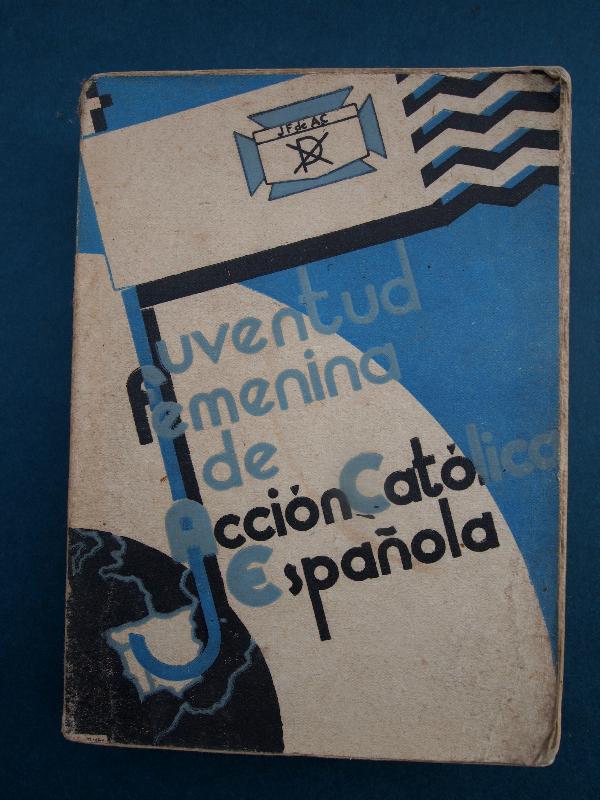 JF de AC
Juventud
femenina
de
Acción Católica
Española